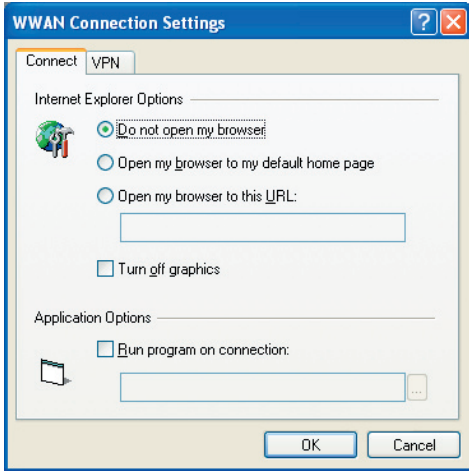 WWAN Connection Settings
Connect VPN
Internet Explorer Options
Do not open my browser
Open my browser to my default home page
Open my browser to this URL:
Turn off graphics
Application Options
Run program on connection:
...
OK Cancel